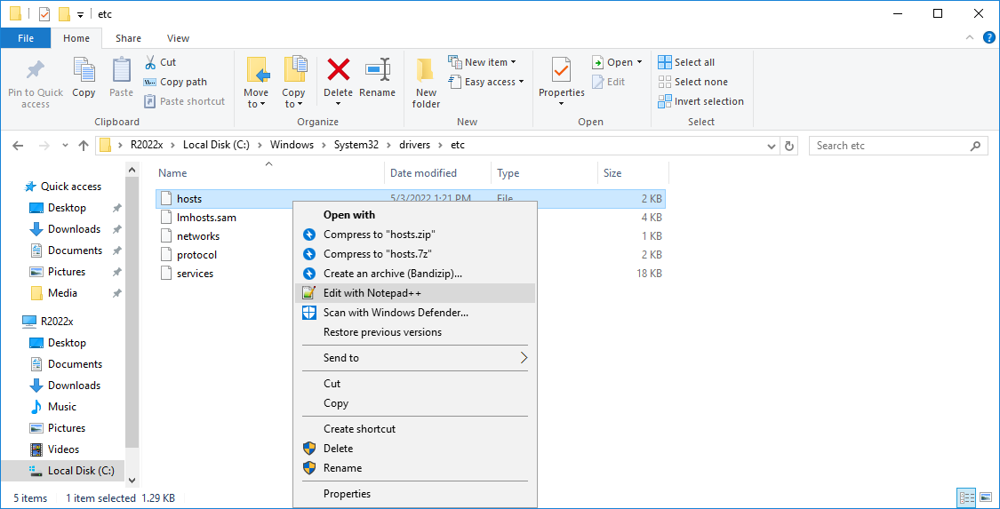 etc
File Home Share View
Pin to Quick access
Copy
Paste
Cut
Copy path
Paste shortcut
Clipboard
Move to
Copy to
Delete
Rename
Organize
New folder
New item
Easy access
New
Properties
Open
Edit
Open
Select all
Select none
Invert selection
Select
R2022x > Local Disk (C:) > Windows > System32 > drivers > etc
Search etc
Quick access
Desktop
Downloads
Documents
Pictures
Media
R2022x
Desktop
Documents
Downloads
Music
Pictures
Videos
Local Disk (C:)
Name Date modified Type Size
hosts 5/3/2022 1:21 PM File 2 KB
lmhosts.sam 4 KB
networks 1 KB
protocol 2 KB
services 18 KB
Open with
Compress to "hosts.zip"
Compress to "hosts.7z"
Create an archive (Bandizip)...
Edit with Notepad++
Scan with Windows Defender...
Restore previous versions
Send to
Cut
Copy
Create shortcut
Delete
Rename
Properties
5 items 1 item selected 1.29 KB